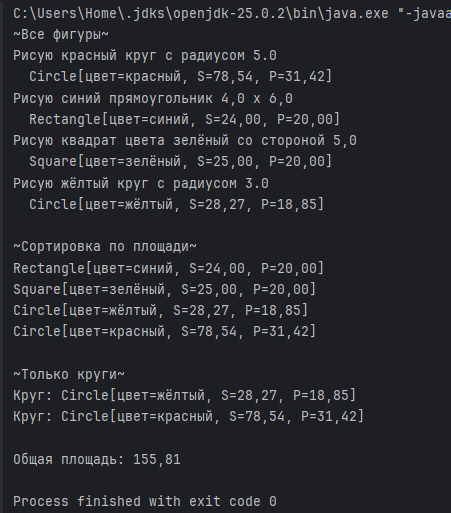 C:\Users\Home\.jdks\openjdk-25.0.2\bin\java.exe "-javaa
~Все фигуры~
Рисую красный круг с радиусом 5.0
Circle[цвет=красный, S=78,54, P=31,42]
Рисую синий прямоугольник 4,0 x 6,0
Rectangle[цвет=синий, S=24,00, P=20,00]
Рисую квадрат цвета зелёный со стороной 5,0
Square[цвет=зелёный, S=25,00, P=20,00]
Рисую жёлтый круг с радиусом 3.0
Circle[цвет=жёлтый, S=28,27, P=18,85]
~Сортировка по площади~
Rectangle[цвет=синий, S=24,00, P=20,00]
Square[цвет=зелёный, S=25,00, P=20,00]
Circle[цвет=жёлтый, S=28,27, P=18,85]
Circle[цвет=красный, S=78,54, P=31,42]
~Только круги~
Круг: Circle[цвет=жёлтый, S=28,27, P=18,85]
Круг: Circle[цвет=красный, S=78,54, P=31,42]
Общая площадь: 155,81
Process finished with exit code 0